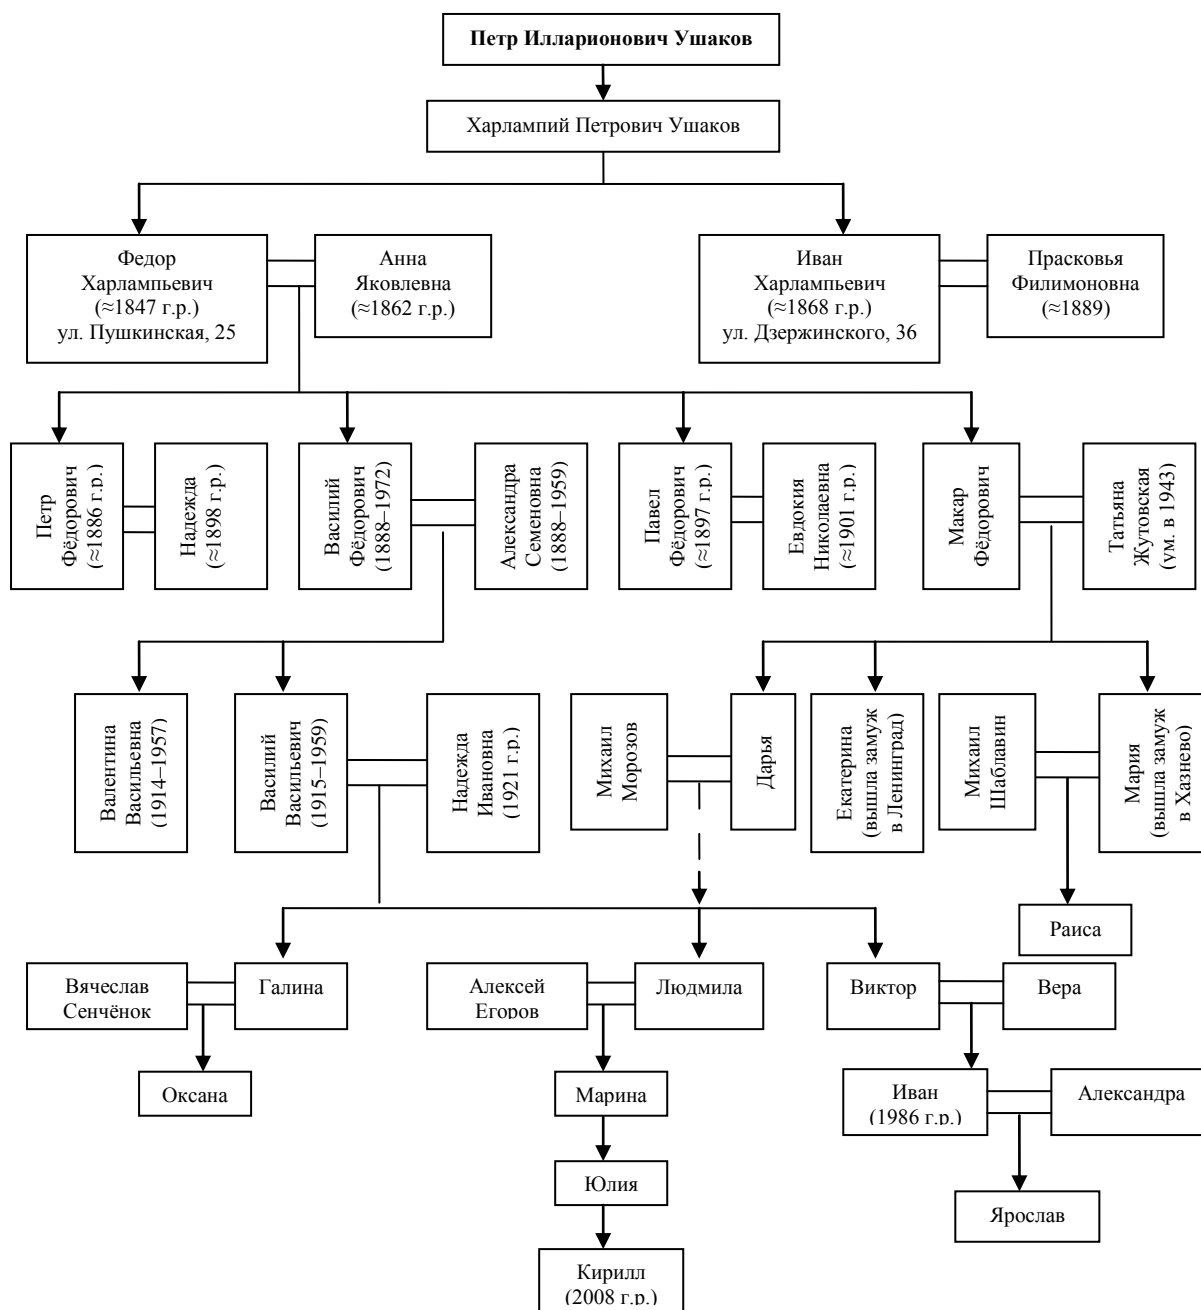 Петр Илларионович Ушаков
Харлампий Петрович Ушаков
Федор
Харлампьевич
(≈1847 г.р.)
ул. Пушкинская, 25
Анна
Яковлевна
(≈1862 г.р.)
Иван
Харлампьевич
(≈1868 г.р.)
ул. Дзержинского, 36
Прасковья
Филимоновна
(≈1889)
Петр
Фёдорович
(≈1886 г.р.)
Надежда
(≈1898 г.р.)
Василий
Фёдорович
(1888–1972)
Александра
Семеновна
(1888–1959)
Павел
Фёдорович
(≈1897 г.р.)
Евдокия
Николаевна
(≈1901 г.р.)
Макар
Фёдорович
Татьяна
Жутовская
(ум. в 1943)
Валентина
Васильевна
(1914–1957)
Василий
Васильевич
(1915–1959)
Надежда
Ивановна
(1921 г.р.)
Михаил
Морозов
Дарья
Екатерина
(вышла замуж
в Ленинград)
Михаил
Шаблавин
Мария
(вышла замуж
в Хазнево)
Раиса
Вячеслав
Сенчёнок
Галина
Алексей
Егоров
Людмила
Виктор
Вера
Оксана
Марина
Иван
(1986 г.р.)
Александра
Юлия
Ярослав
Кирилл
(2008 г.р.)